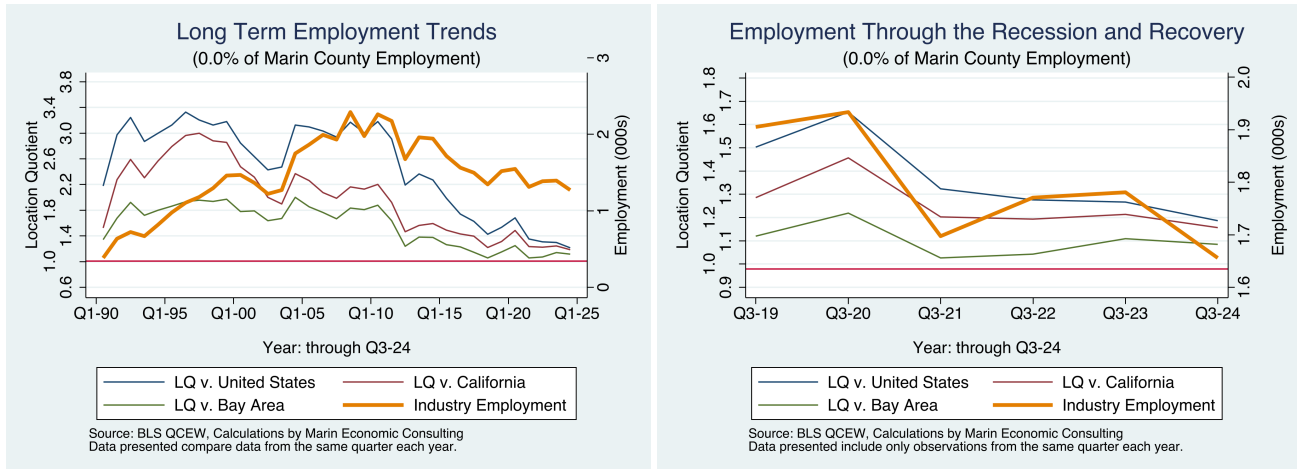 Long Term Employment Trends
(0.0% of Marin County Employment)
Location Quotient
3.8
3.4
3.0
2.6
2.2
1.8
1.4
1.0
0.6
3
2
1
0
Employment (000s)
Q1-90 Q1-95 Q1-00 Q1-05 Q1-10 Q1-15 Q1-20 Q1-25
Year: through Q3-24
LQ v. United States LQ v. California
LQ v. Bay Area Industry Employment
Source: BLS QCEW, Calculations by Marin Economic Consulting
Data presented compare data from the same quarter each year.
Employment Through the Recession and Recovery
(0.0% of Marin County Employment)
Location Quotient
1.8
1.7
1.6
1.5
1.4
1.3
1.2
1.1
1.0
0.9
2.0
1.9
1.8
1.7
1.6
Employment (000s)
Q3-19 Q3-20 Q3-21 Q3-22 Q3-23 Q3-24
Year: through Q3-24
LQ v. United States LQ v. California
LQ v. Bay Area Industry Employment
Source: BLS QCEW, Calculations by Marin Economic Consulting
Data presented include only observations from the same quarter each year.